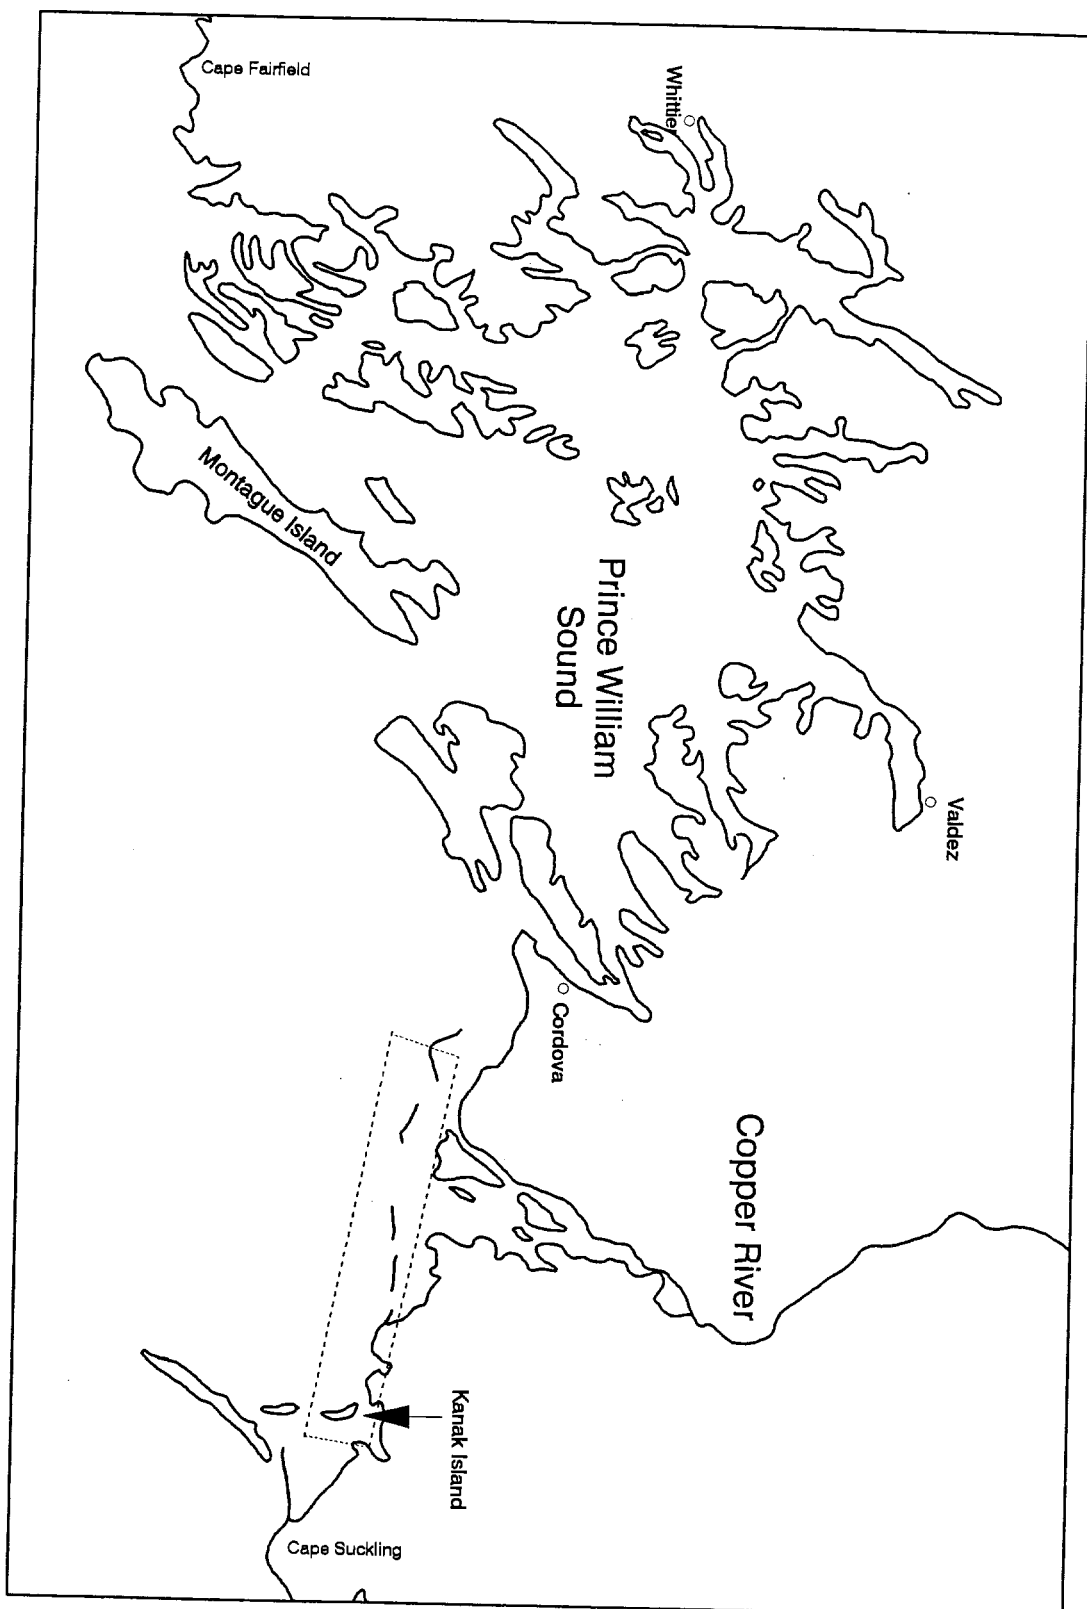 Cape Fairfield
Whittier
Montague Island
Prince William
Sound
Valdez
Cordova
Copper River
Kanak Island
Cape Suckling